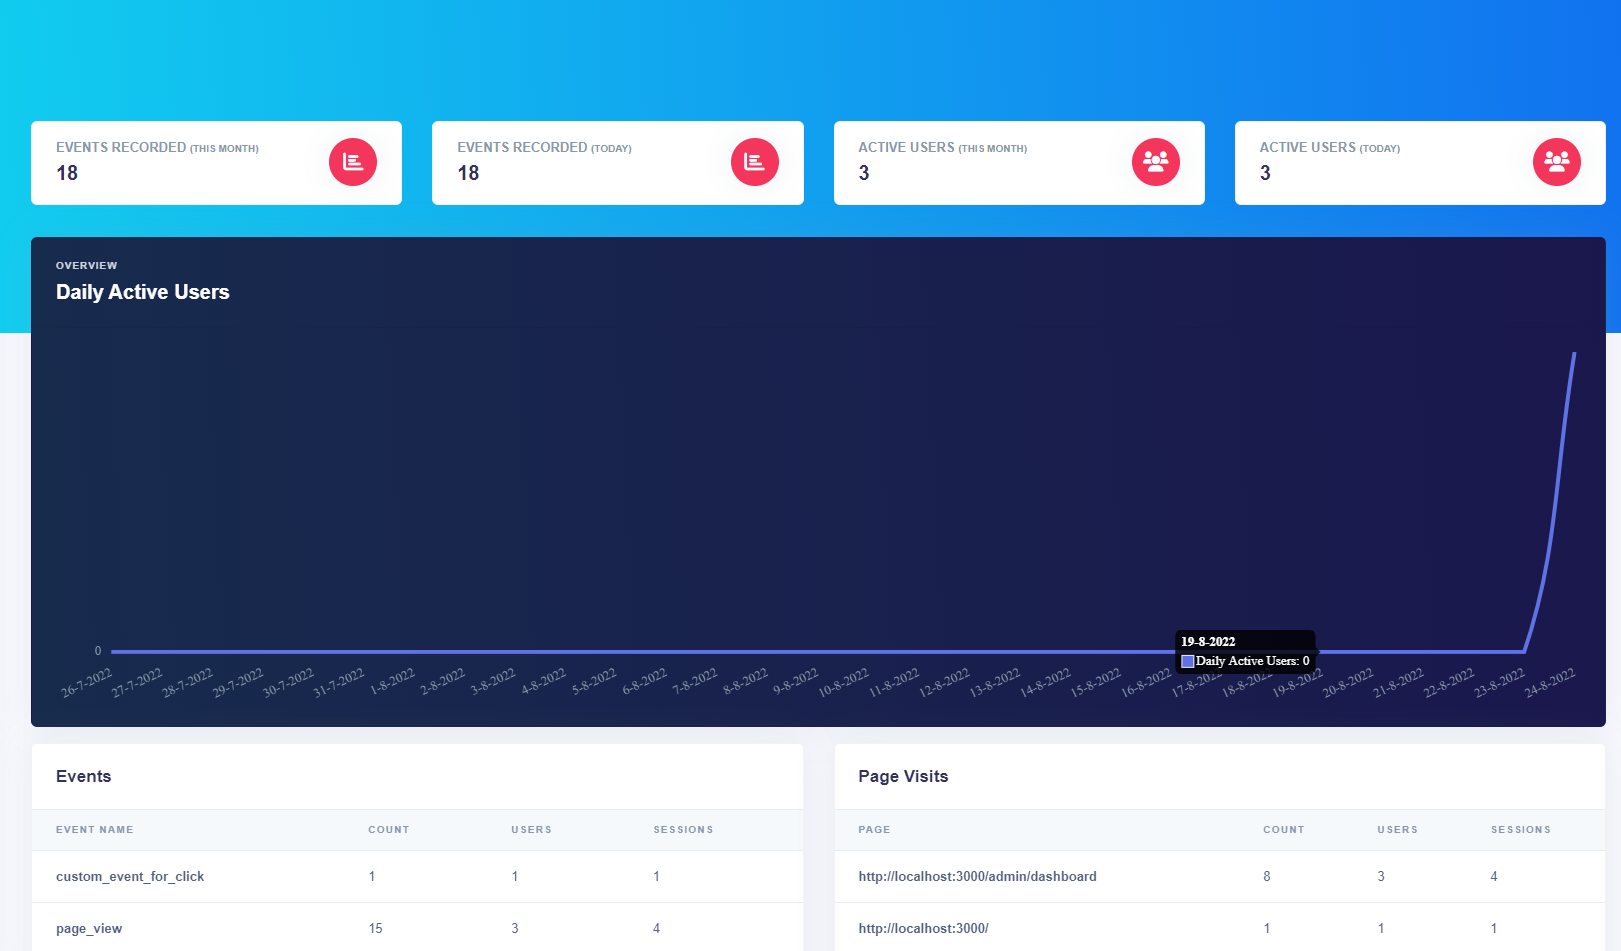 EVENTS RECORDED (THIS MONTH)
18
EVENTS RECORDED (TODAY)
18
ACTIVE USERS (THIS MONTH)
3
ACTIVE USERS (TODAY)
3
OVERVIEW
Daily Active Users
19-8-2022
Daily Active Users: 0
0
26-7-2022 27-7-2022 28-7-2022 29-7-2022 30-7-2022 31-7-2022 1-8-2022 2-8-2022 3-8-2022 4-8-2022 5-8-2022 6-8-2022 7-8-2022 8-8-2022 9-8-2022 10-8-2022 11-8-2022 12-8-2022 13-8-2022 14-8-2022 15-8-2022 16-8-2022 17-8-2022 18-8-2022 19-8-2022 20-8-2022 21-8-2022 22-8-2022 23-8-2022 24-8-2022
Events
EVENT NAME COUNT USERS SESSIONS
custom_event_for_click 1 1 1
page_view 15 3 4
Page Visits
PAGE COUNT USERS SESSIONS
http://localhost:3000/admin/dashboard 8 3 4
http://localhost:3000/ 1 1 1